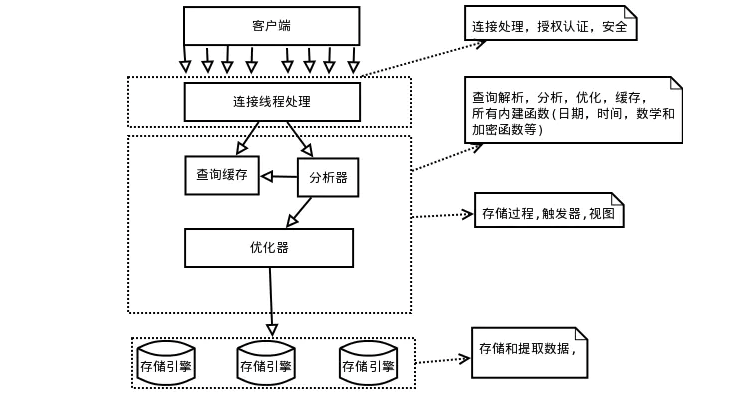 客户端
连接处理，授权认证，安全
连接线程处理
查询解析，分析，优化，缓存，
所有内建函数(日期，时间，数学和
加密函数等)
查询缓存
分析器
存储过程,触发器,视图
优化器
存储和提取数据，
存储引擎
存储引擎
存储引擎